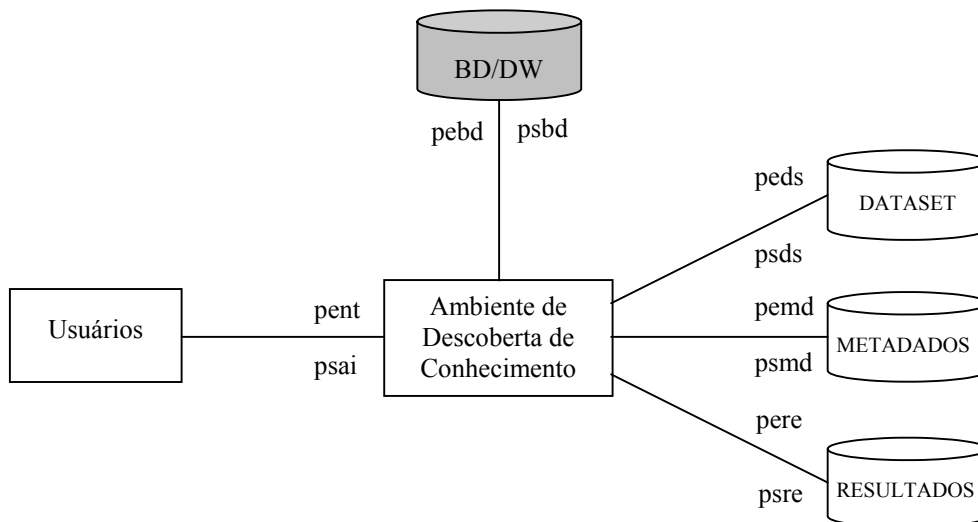 BD/DW
pebd
psbd
peds
DATASET
psds
Usuários
pent
psai
Ambiente de
Descoberta de
Conhecimento
pemd
METADADOS
psmd
pere
RESULTADOS
psre